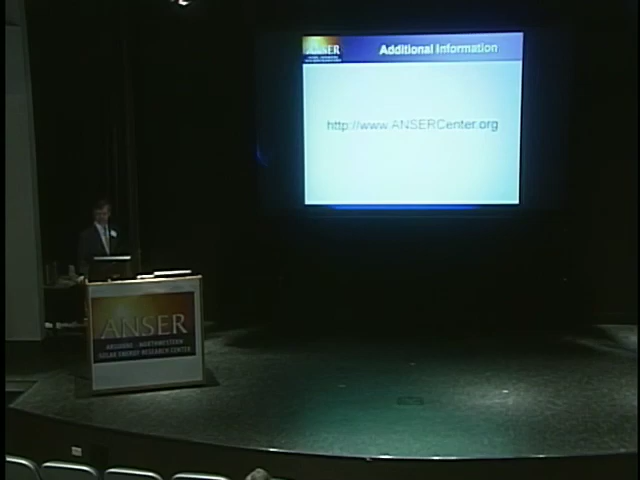 ANSER
Additional Information
http://www.ANSERCenter.org
ANSER
ARGONNE - NORTHWESTERN
SOLAR ENERGY RESEARCH CENTER